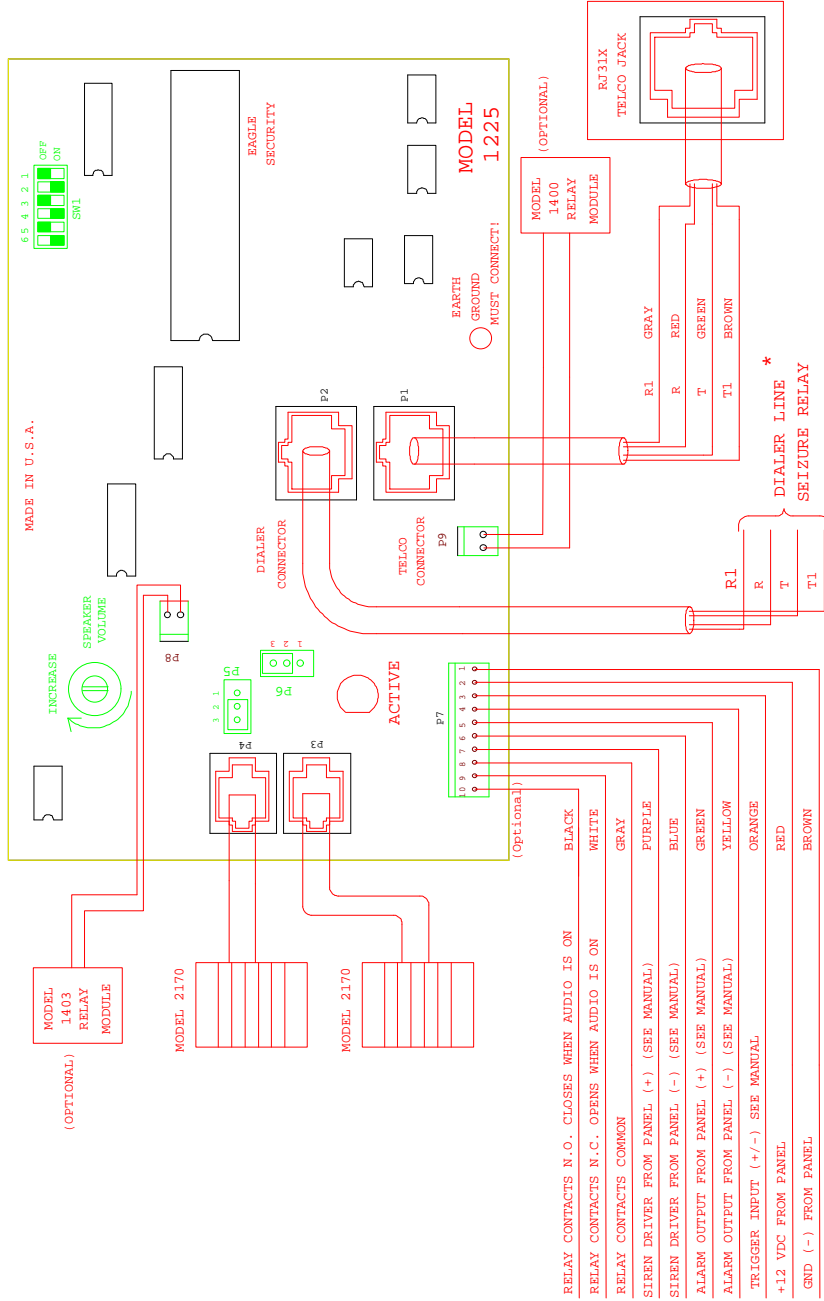 MADE IN U.S.A.
EAGLE
SECURITY
MODEL
1225
6 5 4 3 2 1
OFF
ON
SW1
INCREASE
SPEAKER
VOLUME
P8
P5
3 2 1
P6
3 2 1
P4
P3
ACTIVE
DIALER
CONNECTOR
P2
TELCO
CONNECTOR
P1
P9
EARTH
GROUND
MUST CONNECT!
MODEL
1403
RELAY
MODULE
(OPTIONAL)
MODEL 2170
MODEL 2170
MODEL
1400
RELAY
MODULE
(OPTIONAL)
RJ31X
TELCO JACK
R1 GRAY
R RED
T GREEN
T1 BROWN
R1
R
T
T1
DIALER LINE *
SEIZURE RELAY
P7
10 9 8 7 6 5 4 3 2 1
(Optional)
RELAY CONTACTS N.O. CLOSES WHEN AUDIO IS ON BLACK
RELAY CONTACTS N.C. OPENS WHEN AUDIO IS ON WHITE
RELAY CONTACTS COMMON GRAY
SIREN DRIVER FROM PANEL (+) (SEE MANUAL) PURPLE
SIREN DRIVER FROM PANEL (-) (SEE MANUAL) BLUE
ALARM OUTPUT FROM PANEL (+) (SEE MANUAL) GREEN
ALARM OUTPUT FROM PANEL (-) (SEE MANUAL) YELLOW
TRIGGER INPUT (+/-) SEE MANUAL ORANGE
+12 VDC FROM PANEL RED
GND (-) FROM PANEL BROWN